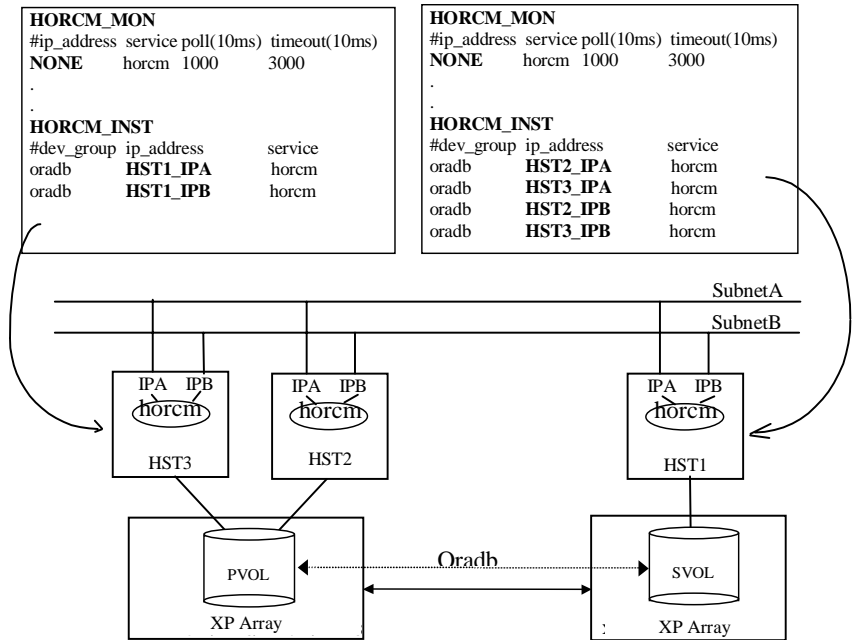 HORCM_MON
#ip_address service poll(10ms) timeout(10ms)
NONE horcm 1000 3000
.
.
HORCM_INST
#dev_group ip_address service
oradb HST1_IPA horcm
oradb HST1_IPB horcm
HORCM_MON
#ip_address service poll(10ms) timeout(10ms)
NONE horcm 1000 3000
.
.
HORCM_INST
#dev_group ip_address service
oradb HST2_IPA horcm
oradb HST3_IPA horcm
oradb HST2_IPB horcm
oradb HST3_IPB horcm
SubnetA
SubnetB
IPA IPB
horcm
HST3
IPA IPB
horcm
HST2
IPA IPB
horcm
HST1
Oradb
PVOL
SVOL
XP Array
XP Array